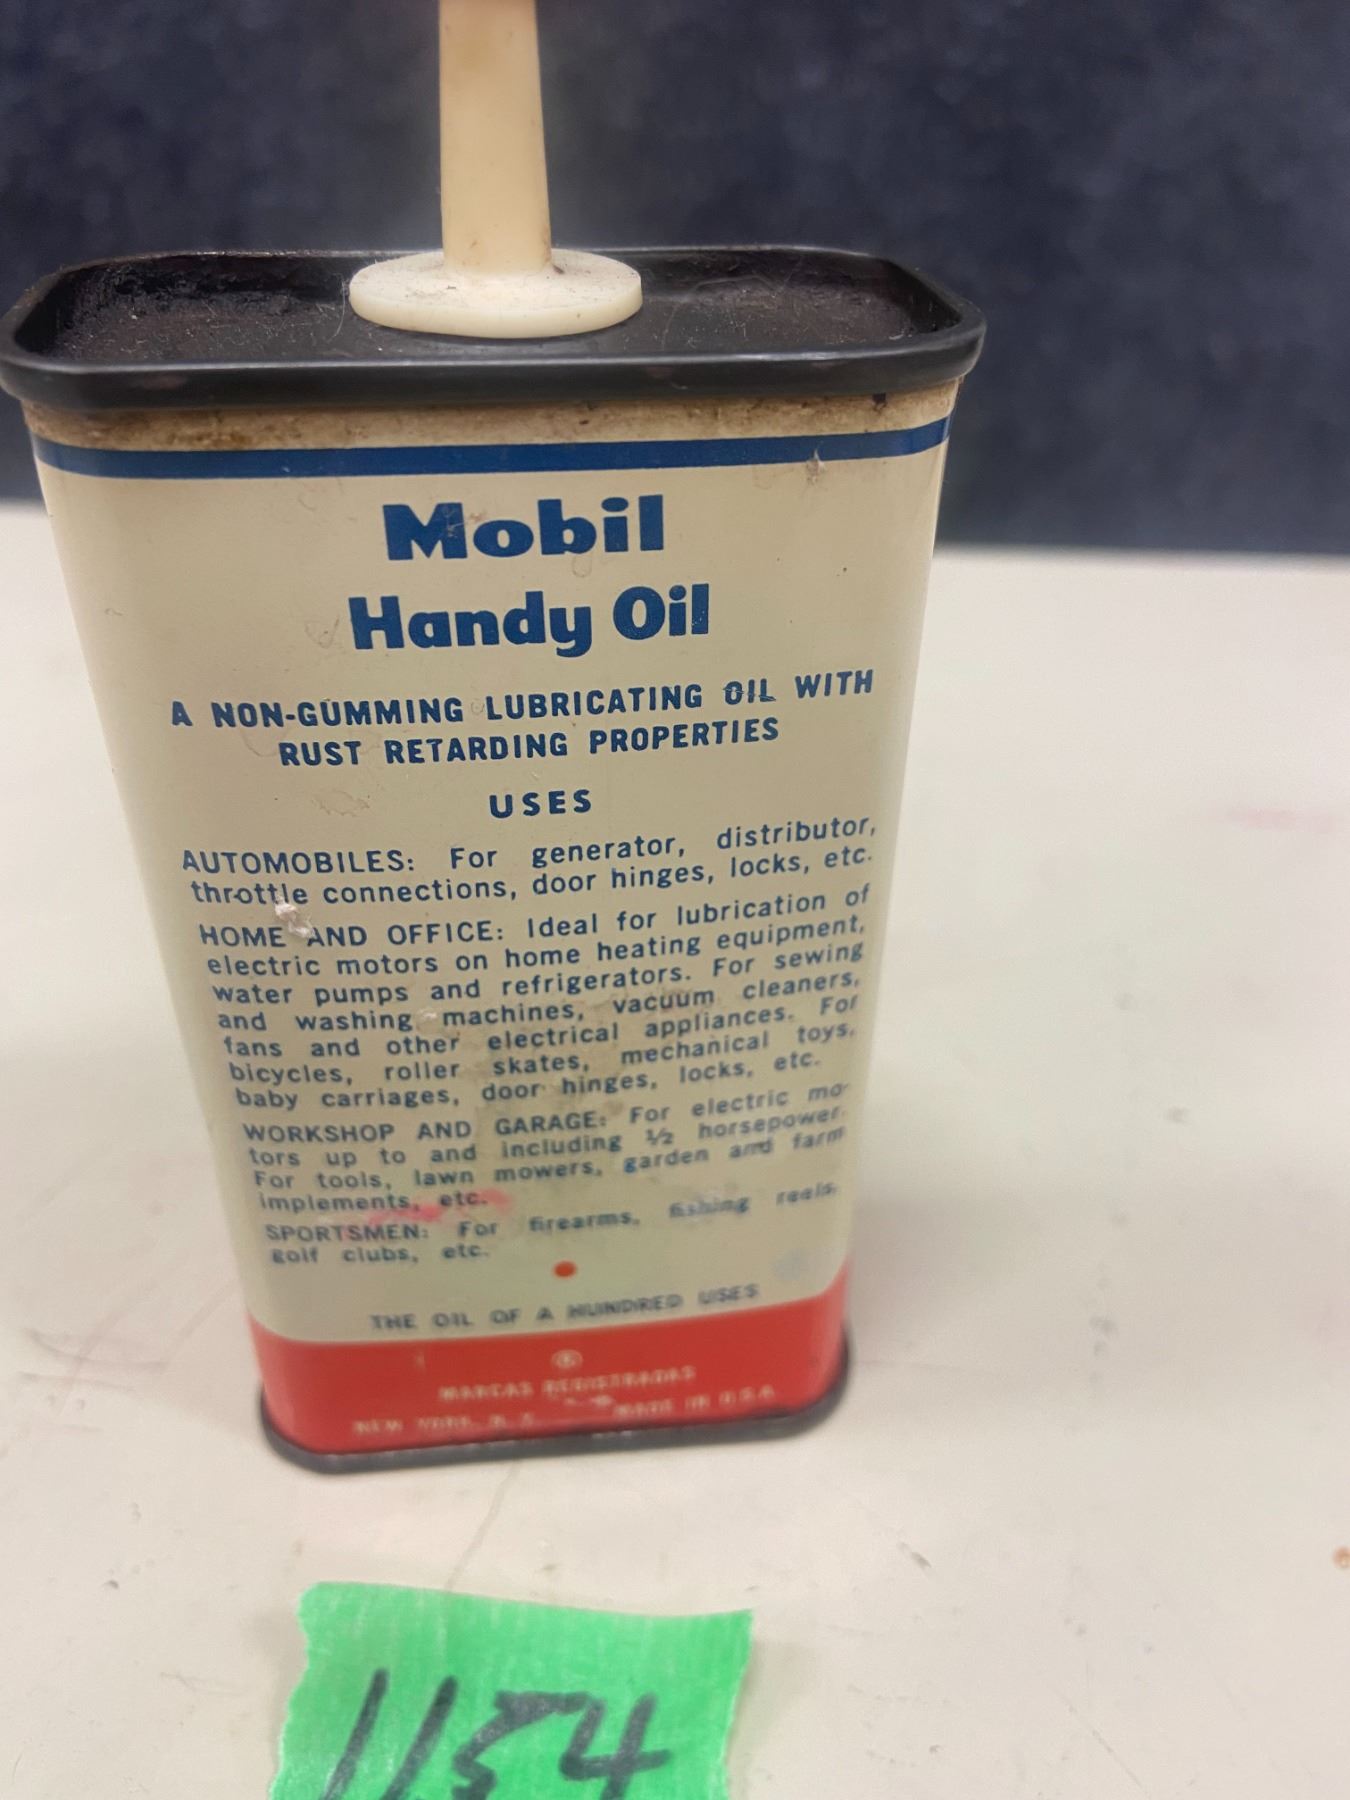 Mobil
Handy Oil
A NON-GUMMING LUBRICATING OIL WITH
RUST RETARDING PROPERTIES
USES
AUTOMOBILES: For generator, distributor,
throttle connections, door hinges, locks, etc.
HOME AND OFFICE: Ideal for lubrication of
electric motors on home heating equipment,
water pumps and refrigerators. For sewing
and washing machines, vacuum cleaners,
fans and other electrical appliances. For
bicycles, roller skates, mechanical toys,
baby carriages, door hinges, locks, etc.
WORKSHOP AND GARAGE: For electric mo-
tors up to and including ½ horsepower.
For tools, lawn mowers, garden and farm
implements, etc.
SPORTSMEN: For firearms, fishing reels,
golf clubs, etc.
THE OIL OF A HUNDRED USES
®
MARCAS REGISTRADAS
NEW YORK, N. Y. MADE IN U.S.A.
1154